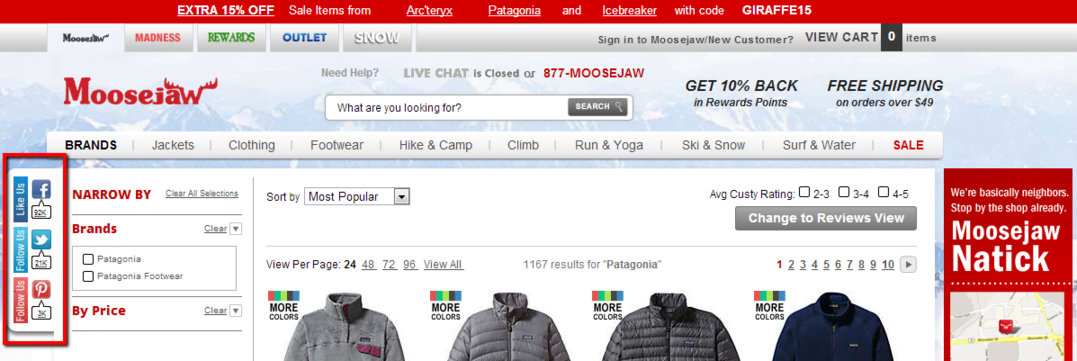 EXTRA 15% OFF Sale Items from Arc'teryx Patagonia and Icebreaker with code GIRAFFE15
Moosejaw MADNESS REWARDS OUTLET SNOW Sign in to Moosejaw/New Customer? VIEW CART 0 items
Need Help? LIVE CHAT is Closed or 877-MOOSEJAW
Moosejaw
What are you looking for? SEARCH
GET 10% BACK
in Rewards Points
FREE SHIPPING
on orders over $49
BRANDS Jackets Clothing Footwear Hike & Camp Climb Run & Yoga Ski & Snow Surf & Water SALE
Like Us
92K
Follow Us
21K
Follow Us
3K
NARROW BY Clear All Selections
Brands Clear
Patagonia
Patagonia Footwear
By Price Clear
Sort by Most Popular
Avg Custy Rating: 2-3 3-4 4-5
Change to Reviews View
View Per Page: 24 48 72 96 View All 1167 results for "Patagonia" 1 2 3 4 5 6 7 8 9 10
MORE
COLORS
MORE
COLORS
MORE
COLORS
MORE
COLORS
We're basically neighbors.
Stop by the shop already.
Moosejaw
Natick